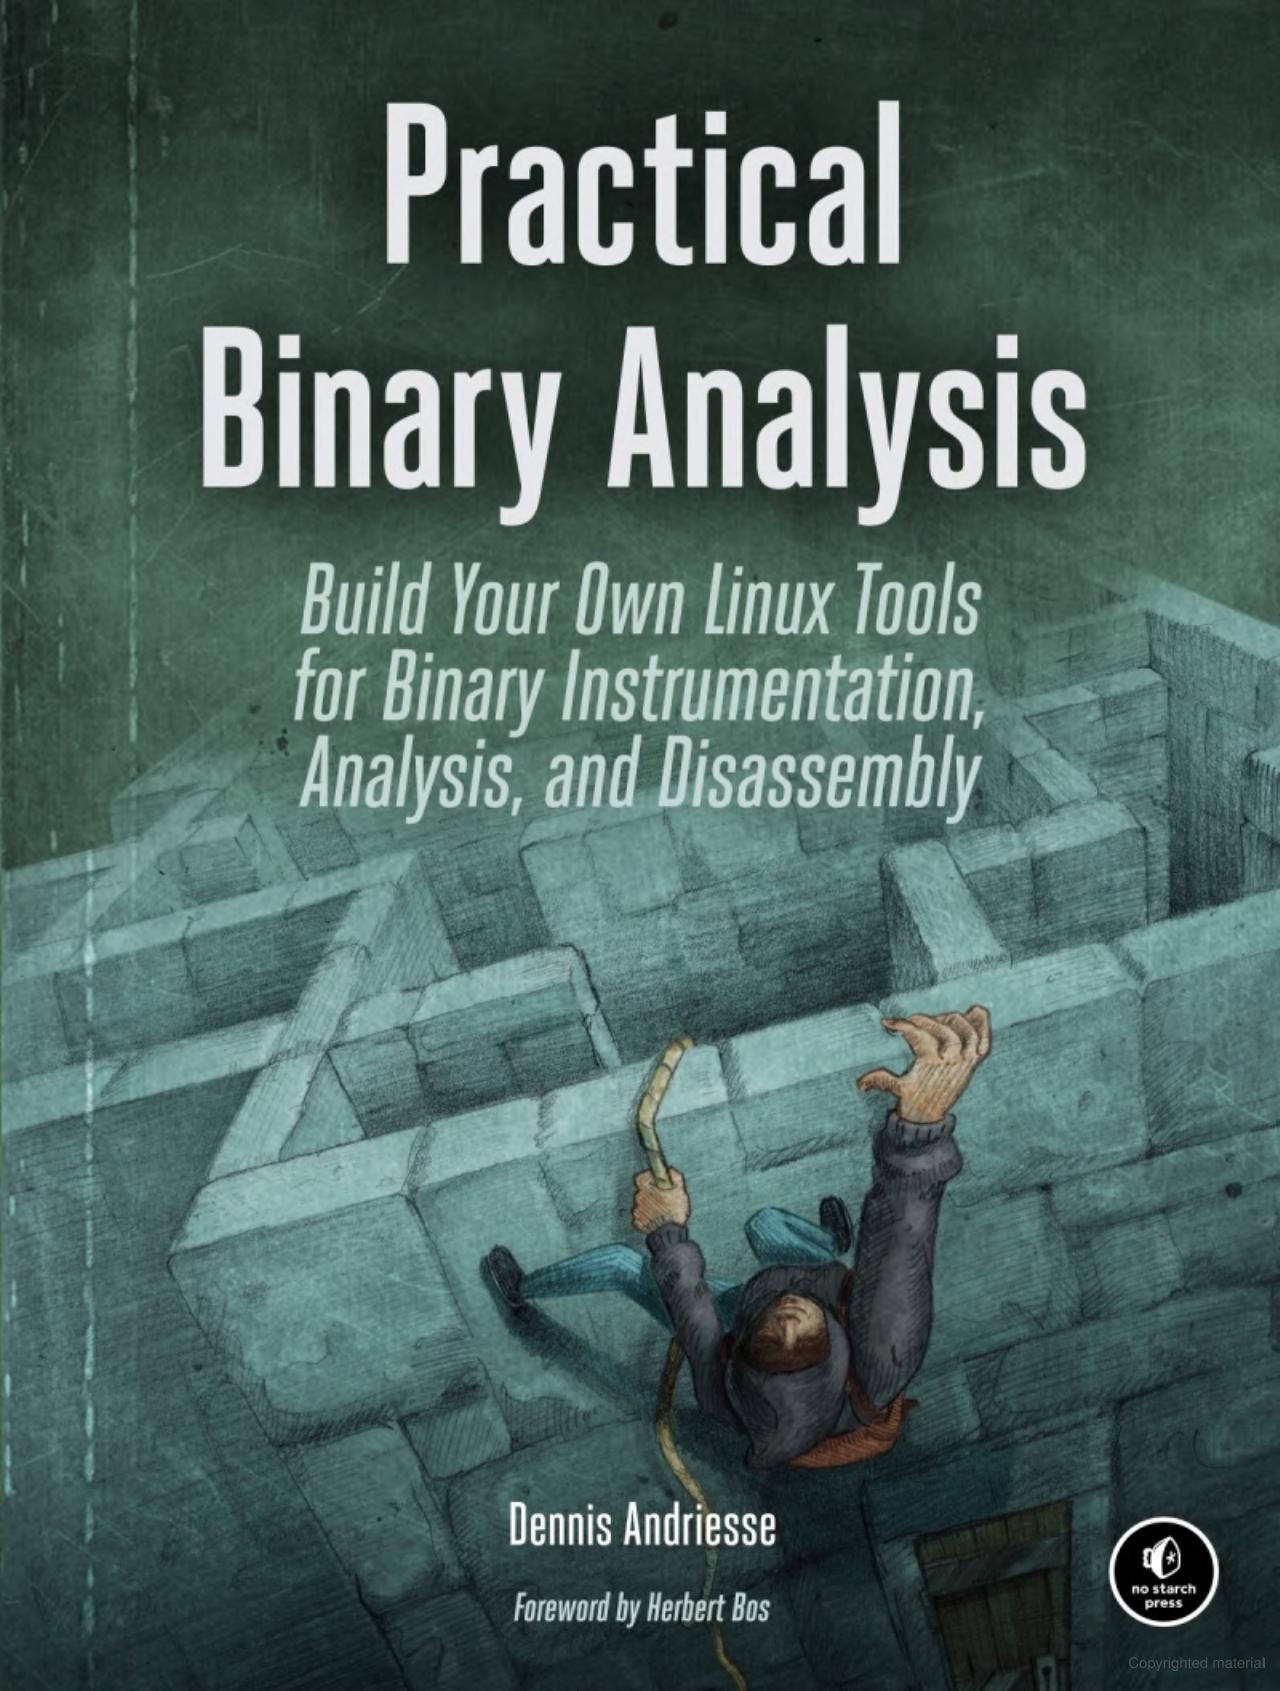 Practical
Binary Analysis
Build Your Own Linux Tools
for Binary Instrumentation,
Analysis, and Disassembly
Dennis Andriesse
Foreword by Herbert Bos
no starch
press
Copyrighted material